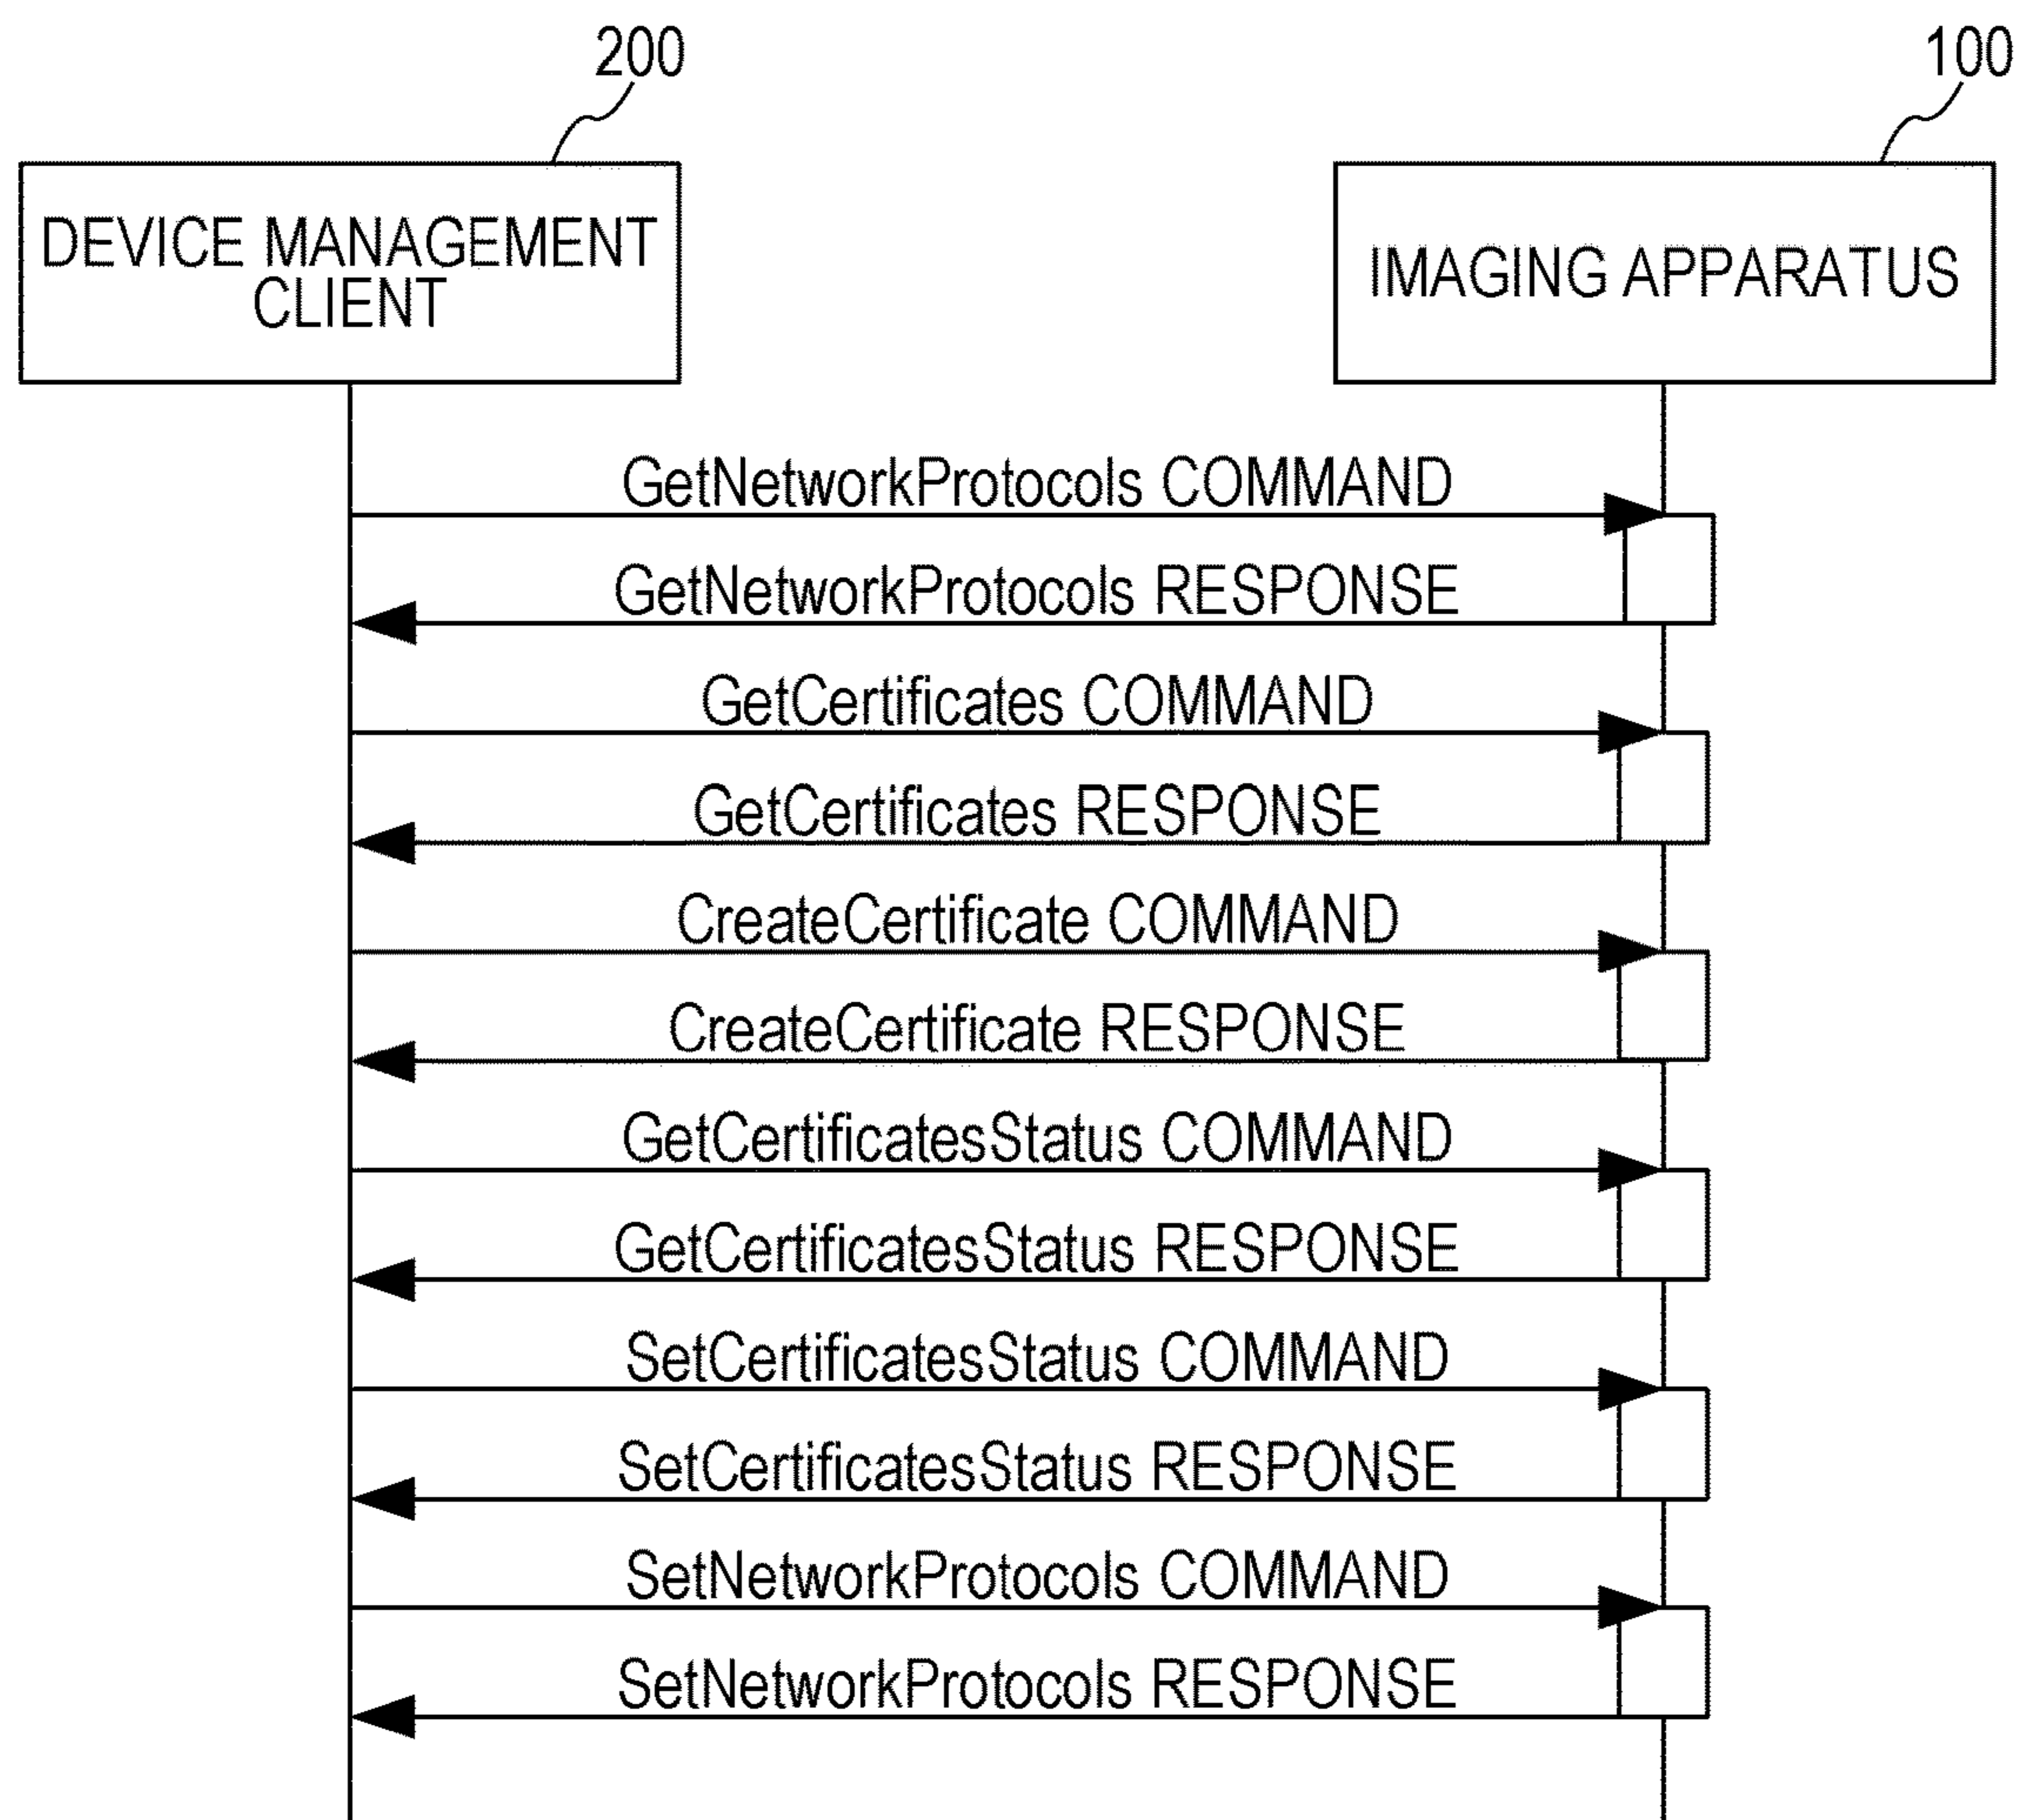 200
100
DEVICE MANAGEMENT
CLIENT
IMAGING APPARATUS
GetNetworkProtocols COMMAND
GetNetworkProtocols RESPONSE
GetCertificates COMMAND
GetCertificates RESPONSE
CreateCertificate COMMAND
CreateCertificate RESPONSE
GetCertificatesStatus COMMAND
GetCertificatesStatus RESPONSE
SetCertificatesStatus COMMAND
SetCertificatesStatus RESPONSE
SetNetworkProtocols COMMAND
SetNetworkProtocols RESPONSE